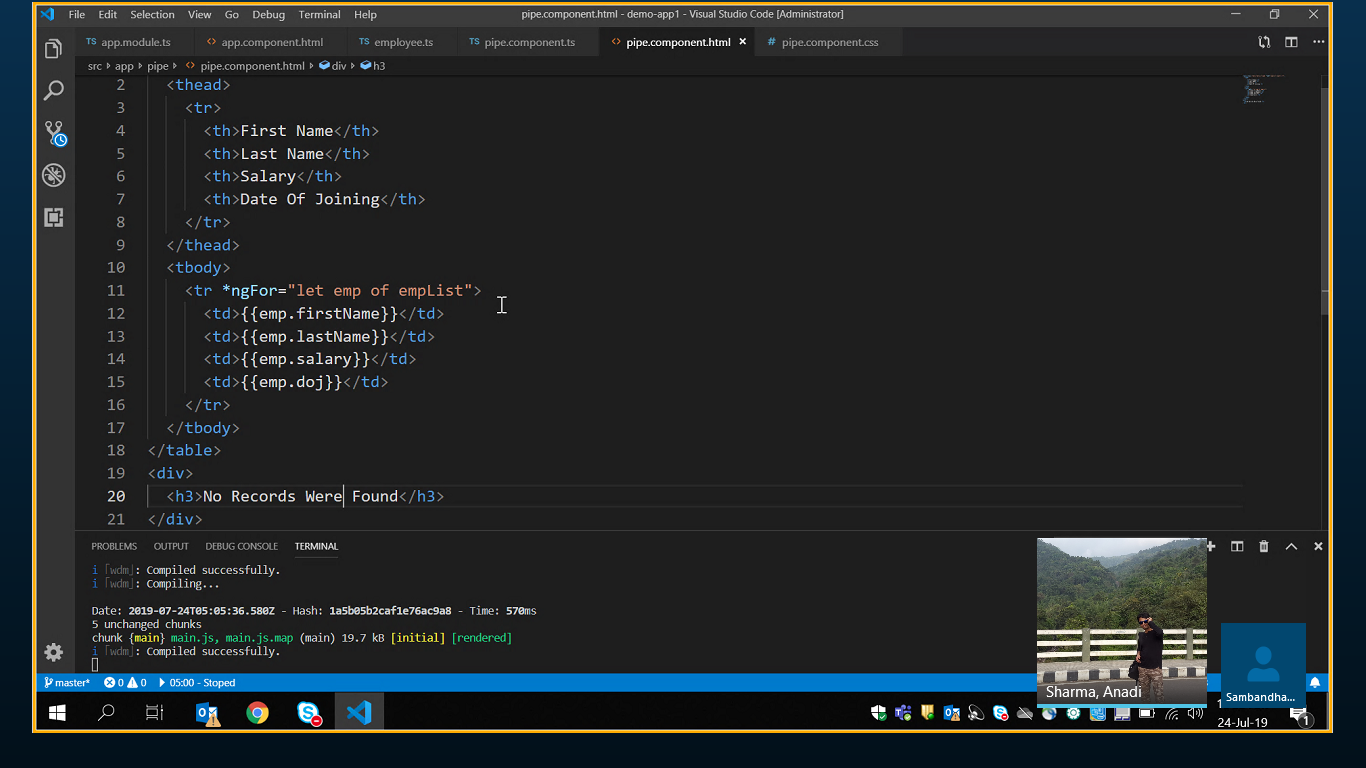 File Edit Selection View Go Debug Terminal Help pipe.component.html - demo-app1 - Visual Studio Code [Administrator]
TS app.module.ts <> app.component.html TS employee.ts TS pipe.component.ts <> pipe.component.html × # pipe.component.css
src › app › pipe › <> pipe.component.html › div › h3
2 <thead>
3 <tr>
4 <th>First Name</th>
5 <th>Last Name</th>
6 <th>Salary</th>
7 <th>Date Of Joining</th>
8 </tr>
9 </thead>
10 <tbody>
11 <tr *ngFor="let emp of empList">
12 <td>{{emp.firstName}}</td>
13 <td>{{emp.lastName}}</td>
14 <td>{{emp.salary}}</td>
15 <td>{{emp.doj}}</td>
16 </tr>
17 </tbody>
18 </table>
19 <div>
20 <h3>No Records Were Found</h3>
21 </div>
PROBLEMS OUTPUT DEBUG CONSOLE TERMINAL
i ｢wdm｣: Compiled successfully.
i ｢wdm｣: Compiling...
Date: 2019-07-24T05:05:36.580Z - Hash: 1a5b05b2caf1e76ac9a8 - Time: 570ms
5 unchanged chunks
chunk {main} main.js, main.js.map (main) 19.7 kB [initial] [rendered]
i ｢wdm｣: Compiled successfully.
master* 0 0 05:00 - Stoped
Sharma, Anadi
Sambandha...
24-Jul-19
1